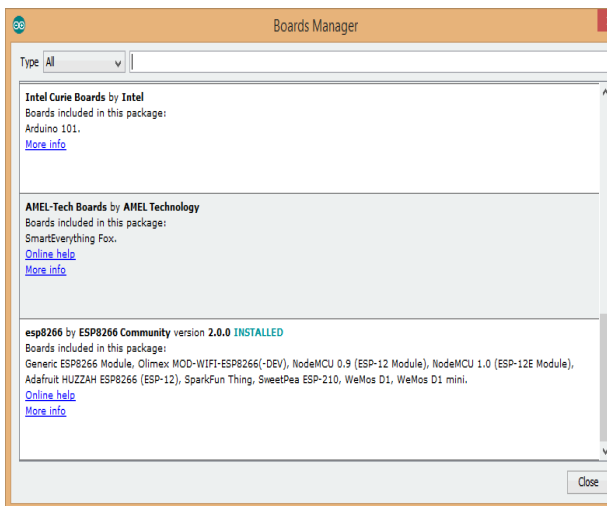 Boards Manager
Type All
Intel Curie Boards by Intel
Boards included in this package:
Arduino 101.
More info
AMEL-Tech Boards by AMEL Technology
Boards included in this package:
SmartEverything Fox.
Online help
More info
esp8266 by ESP8266 Community version 2.0.0 INSTALLED
Boards included in this package:
Generic ESP8266 Module, Olimex MOD-WIFI-ESP8266(-DEV), NodeMCU 0.9 (ESP-12 Module), NodeMCU 1.0 (ESP-12E Module),
Adafruit HUZZAH ESP8266 (ESP-12), SparkFun Thing, SweetPea ESP-210, WeMos D1, WeMos D1 mini.
Online help
More info
Close